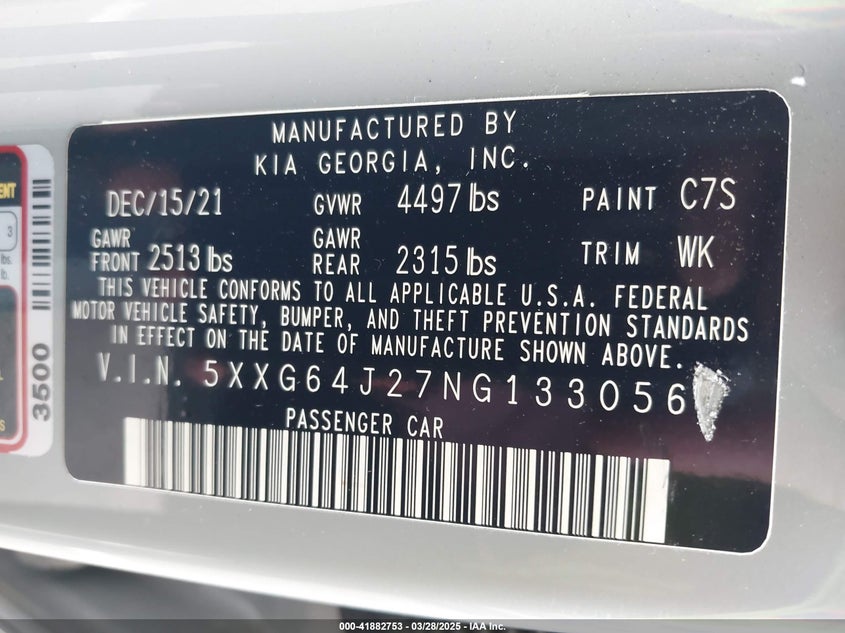 MANUFACTURED BY
KIA GEORGIA, INC.
DEC/15/21 GVWR 4497 lbs PAINT C7S
GAWR FRONT 2513 lbs GAWR REAR 2315 lbs TRIM WK
THIS VEHICLE CONFORMS TO ALL APPLICABLE U.S.A. FEDERAL
MOTOR VEHICLE SAFETY, BUMPER, AND THEFT PREVENTION STANDARDS
IN EFFECT ON THE DATE OF MANUFACTURE SHOWN ABOVE.
V.I.N. 5XXG64J27NG133056
PASSENGER CAR
3
lbs.
lb.
3500
000-41882753 - 03/28/2025 - IAA Inc.